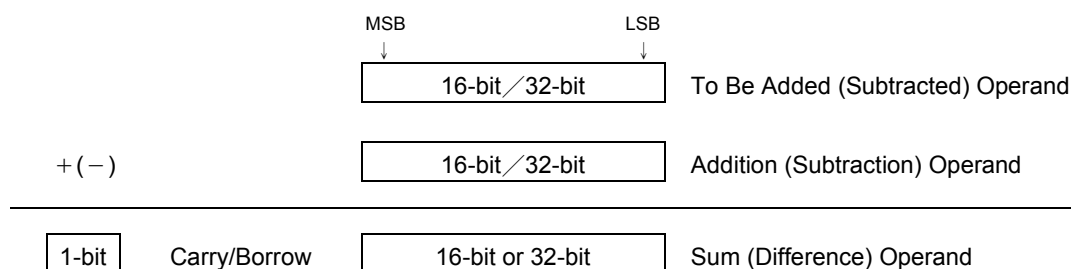 MSB LSB
↓ ↓
16-bit／32-bit To Be Added (Subtracted) Operand
+(−) 16-bit／32-bit Addition (Subtraction) Operand
1-bit Carry/Borrow 16-bit or 32-bit Sum (Difference) Operand